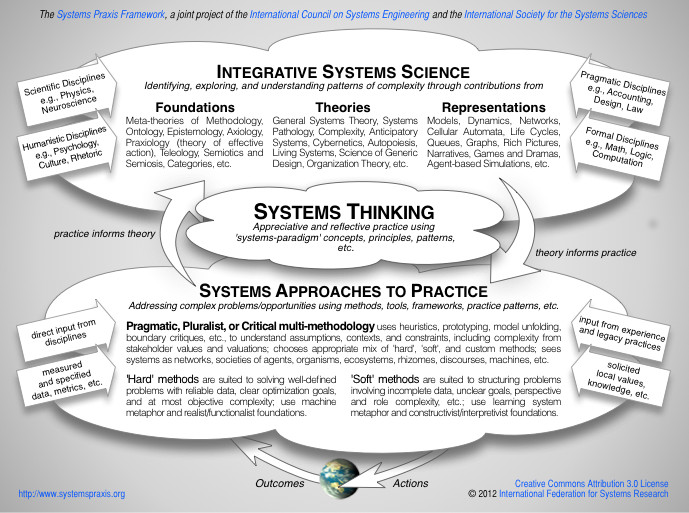 The Systems Praxis Framework, a joint project of the International Council on Systems Engineering and the International Society for the Systems Sciences
INTEGRATIVE SYSTEMS SCIENCE
Identifying, exploring, and understanding patterns of complexity through contributions from
Scientific Disciplines
e.g., Physics,
Neuroscience
Humanistic Disciplines
e.g., Psychology,
Culture, Rhetoric
Foundations
Meta-theories of Methodology,
Ontology, Epistemology, Axiology,
Praxiology (theory of effective
action), Teleology, Semiotics and
Semiosis, Categories, etc.
Theories
General Systems Theory, Systems
Pathology, Complexity, Anticipatory
Systems, Cybernetics, Autopoiesis,
Living Systems, Science of Generic
Design, Organization Theory, etc.
Representations
Models, Dynamics, Networks,
Cellular Automata, Life Cycles,
Queues, Graphs, Rich Pictures,
Narratives, Games and Dramas,
Agent-based Simulations, etc.
Pragmatic Disciplines
e.g., Accounting,
Design, Law
Formal Disciplines
e.g., Math, Logic,
Computation
SYSTEMS THINKING
Appreciative and reflective practice using
'systems-paradigm' concepts, principles, patterns,
etc.
practice informs theory
theory informs practice
SYSTEMS APPROACHES TO PRACTICE
Addressing complex problems/opportunities using methods, tools, frameworks, practice patterns, etc.
direct input from
disciplines
measured
and specified
data, metrics, etc.
Pragmatic, Pluralist, or Critical multi-methodology uses heuristics, prototyping, model unfolding,
boundary critiques, etc., to understand assumptions, contexts, and constraints, including complexity from
stakeholder values and valuations; chooses appropriate mix of 'hard', 'soft', and custom methods; sees
systems as networks, societies of agents, organisms, ecosystems, rhizomes, discourses, machines, etc.
'Hard' methods are suited to solving well-defined
problems with reliable data, clear optimization goals,
and at most objective complexity; use machine
metaphor and realist/functionalist foundations.
'Soft' methods are suited to structuring problems
involving incomplete data, unclear goals, perspective
and role complexity, etc.; use learning system
metaphor and constructivist/interpretivist foundations.
input from experience
and legacy practices
solicited
local values,
knowledge, etc.
Outcomes
Actions
http://www.systemspraxis.org
Creative Commons Attribution 3.0 License
© 2012 International Federation for Systems Research